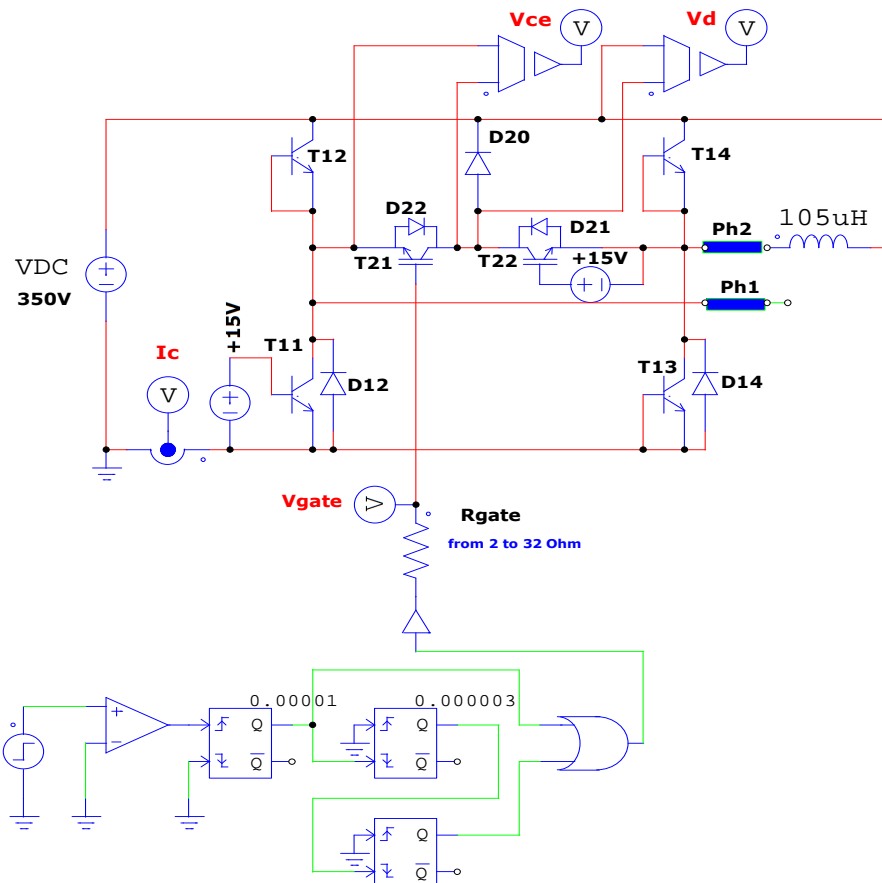 Vce
V
Vd
V
T12
D20
T14
D22
D21
105uH
Ph2
T21
T22
+15V
+
–
VDC
350V
+
–
Ph1
+15V
T11
T13
Ic
V
+
–
D12
D14
Vgate
V
Rgate
from 2 to 32 Ohm
0.00001
0.000003
+
–
Q
Q
Q
Q
Q
Q